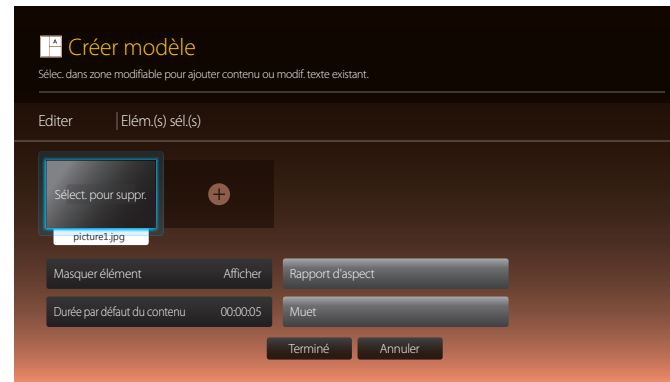 A
Créer modèle
Sélec. dans zone modifiable pour ajouter contenu ou modif. texte existant.
Editer
Elém.(s) sél.(s)
Sélect. pour suppr.
picture1.jpg
Masquer élément Afficher Rapport d'aspect
Durée par défaut du contenu 00:00:05 Muet
Terminé Annuler